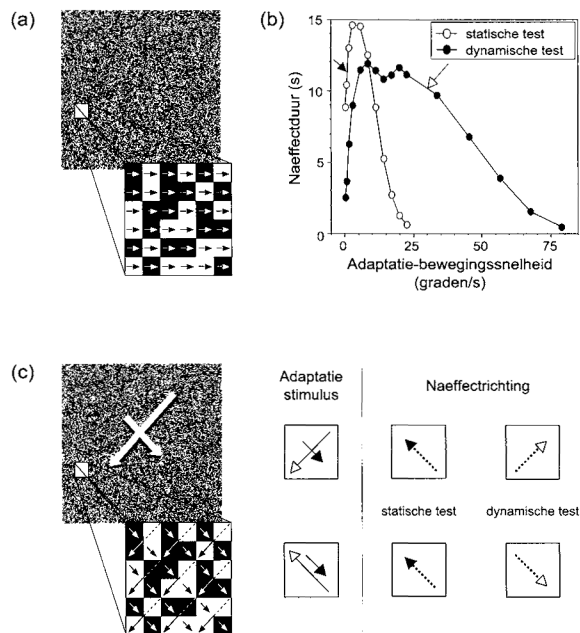 (a)
(b)
15
10
5
0
Naeffectduur (s)
statische test
dynamische test
0
25
50
75
Adaptatie-bewegingssnelheid
(graden/s)
(c)
Adaptatie
stimulus
Naeffectrichting
statische test
dynamische test